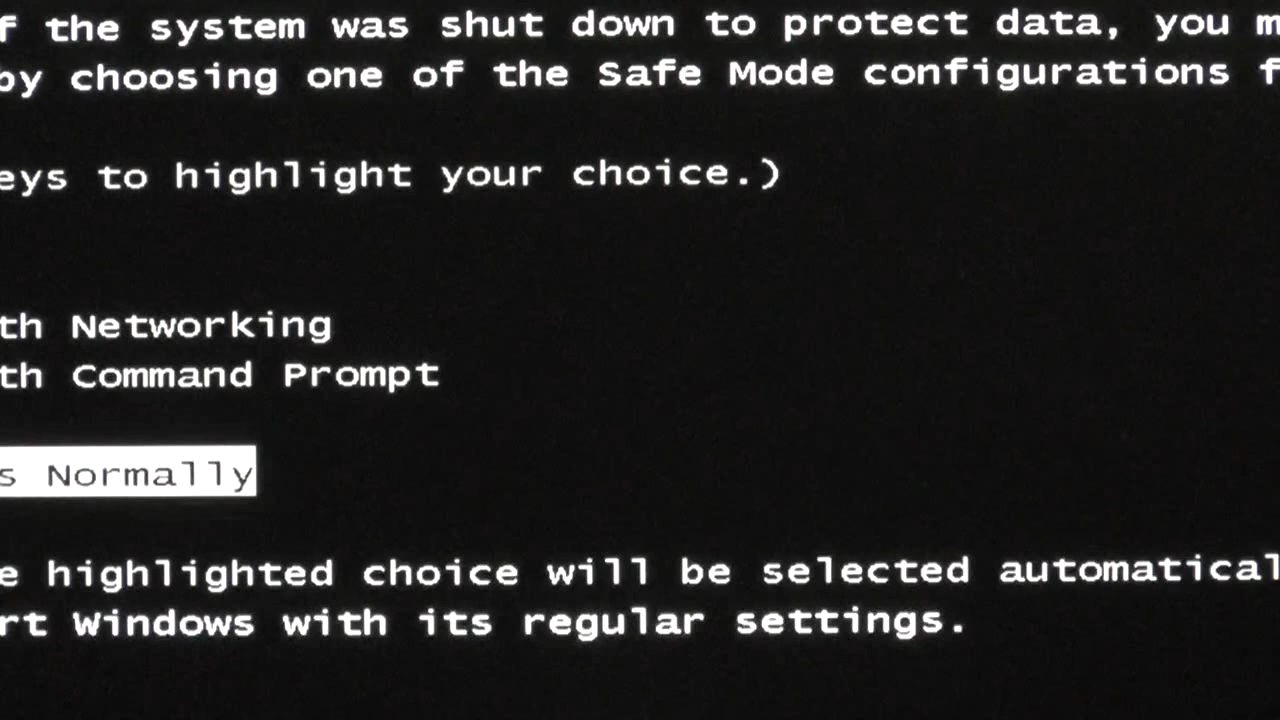 f the system was shut down to protect data, you m
by choosing one of the Safe Mode configurations f
eys to highlight your choice.)
th Networking
th Command Prompt
s Normally
e highlighted choice will be selected automatical
rt Windows with its regular settings.